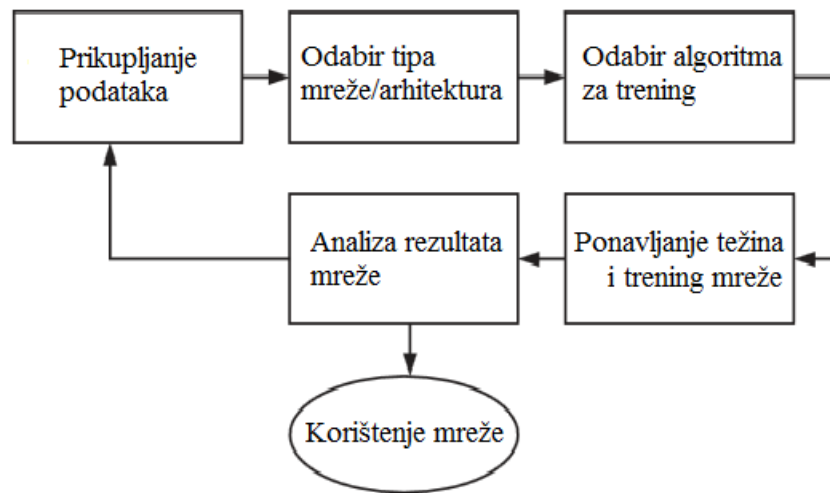 Prikupljanje
podataka
Odabir tipa
mreže/arhitektura
Odabir algoritma
za trening
Ponavljanje težina
i trening mreže
Analiza rezultata
mreže
Korištenje mreže